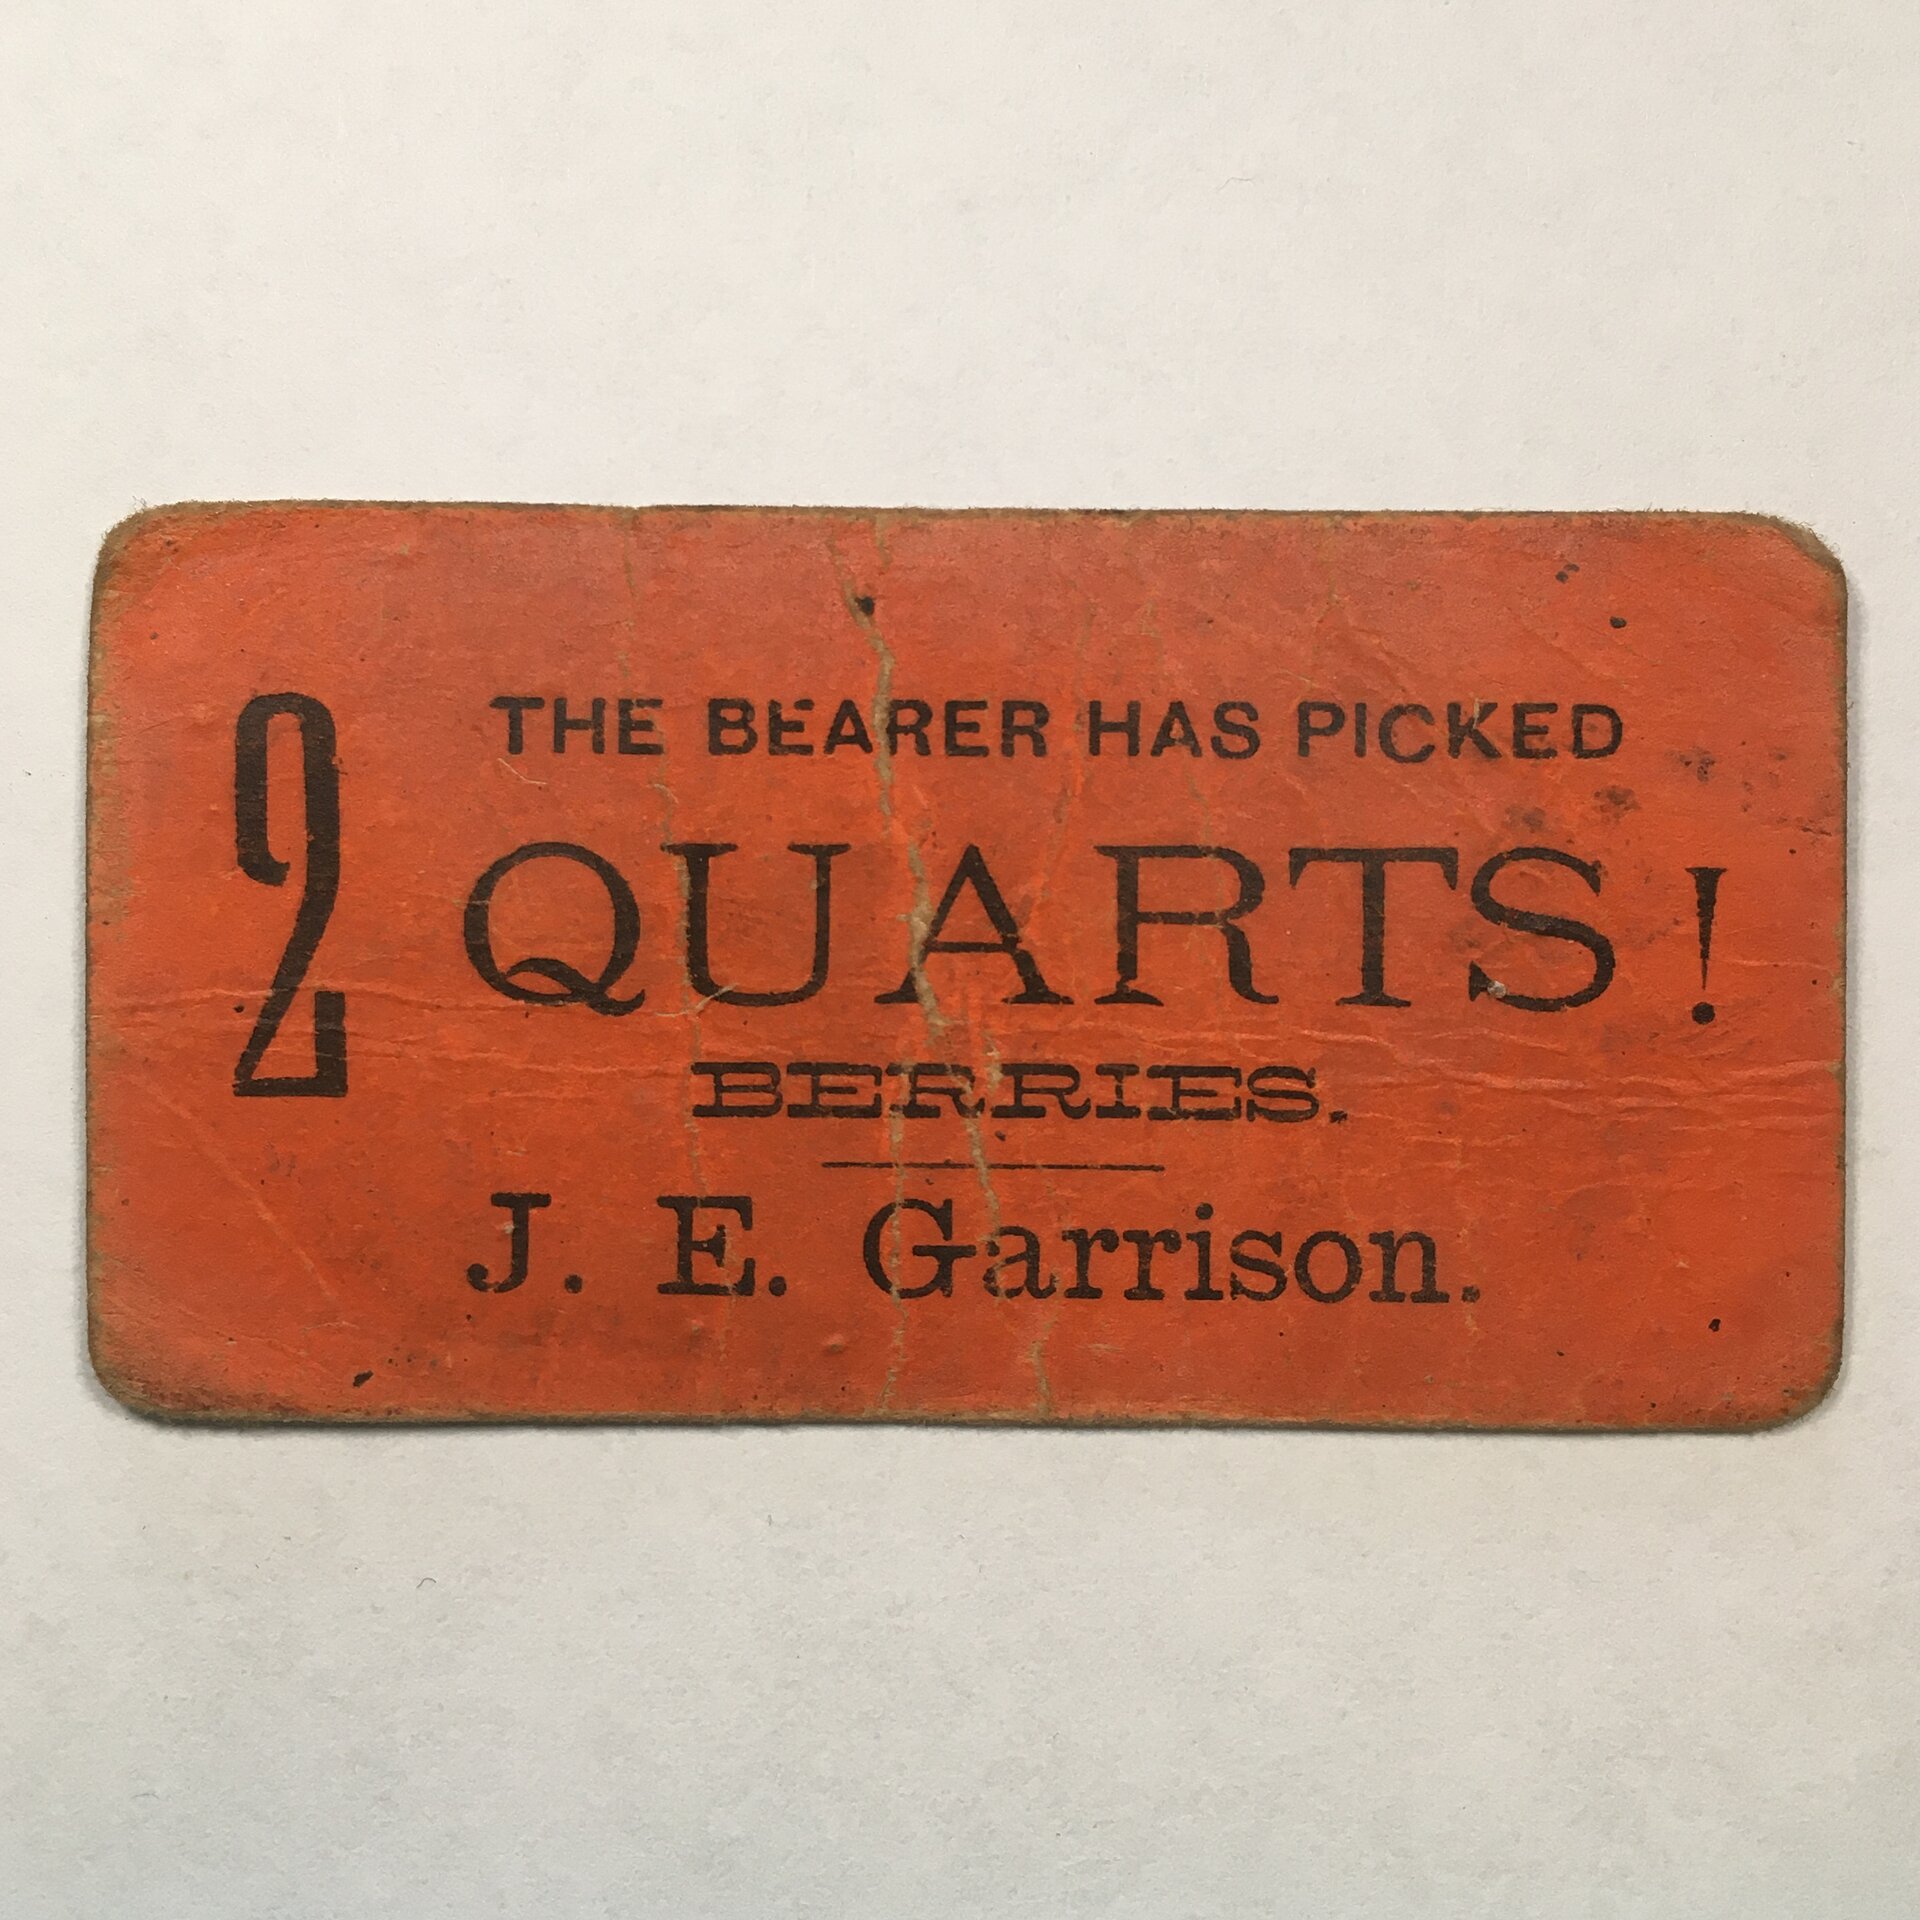 2
THE BEARER HAS PICKED
QUARTS!
BERRIES.
J. E. Garrison.